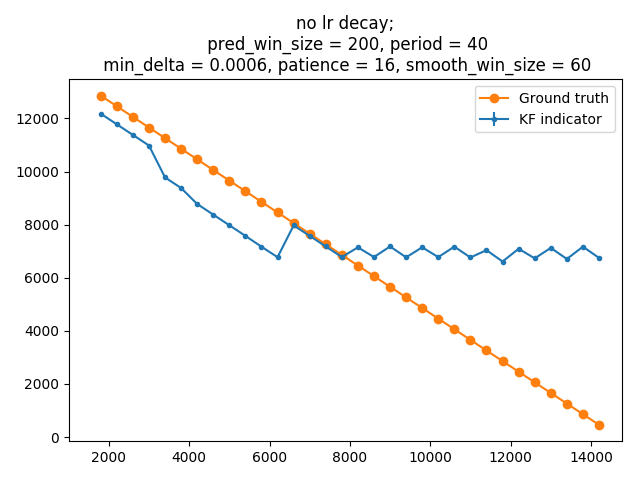 no lr decay;
pred_win_size = 200, period = 40
min_delta = 0.0006, patience = 16, smooth_win_size = 60
Ground truth
KF indicator
12000
10000
8000
6000
4000
2000
0
2000 4000 6000 8000 10000 12000 14000